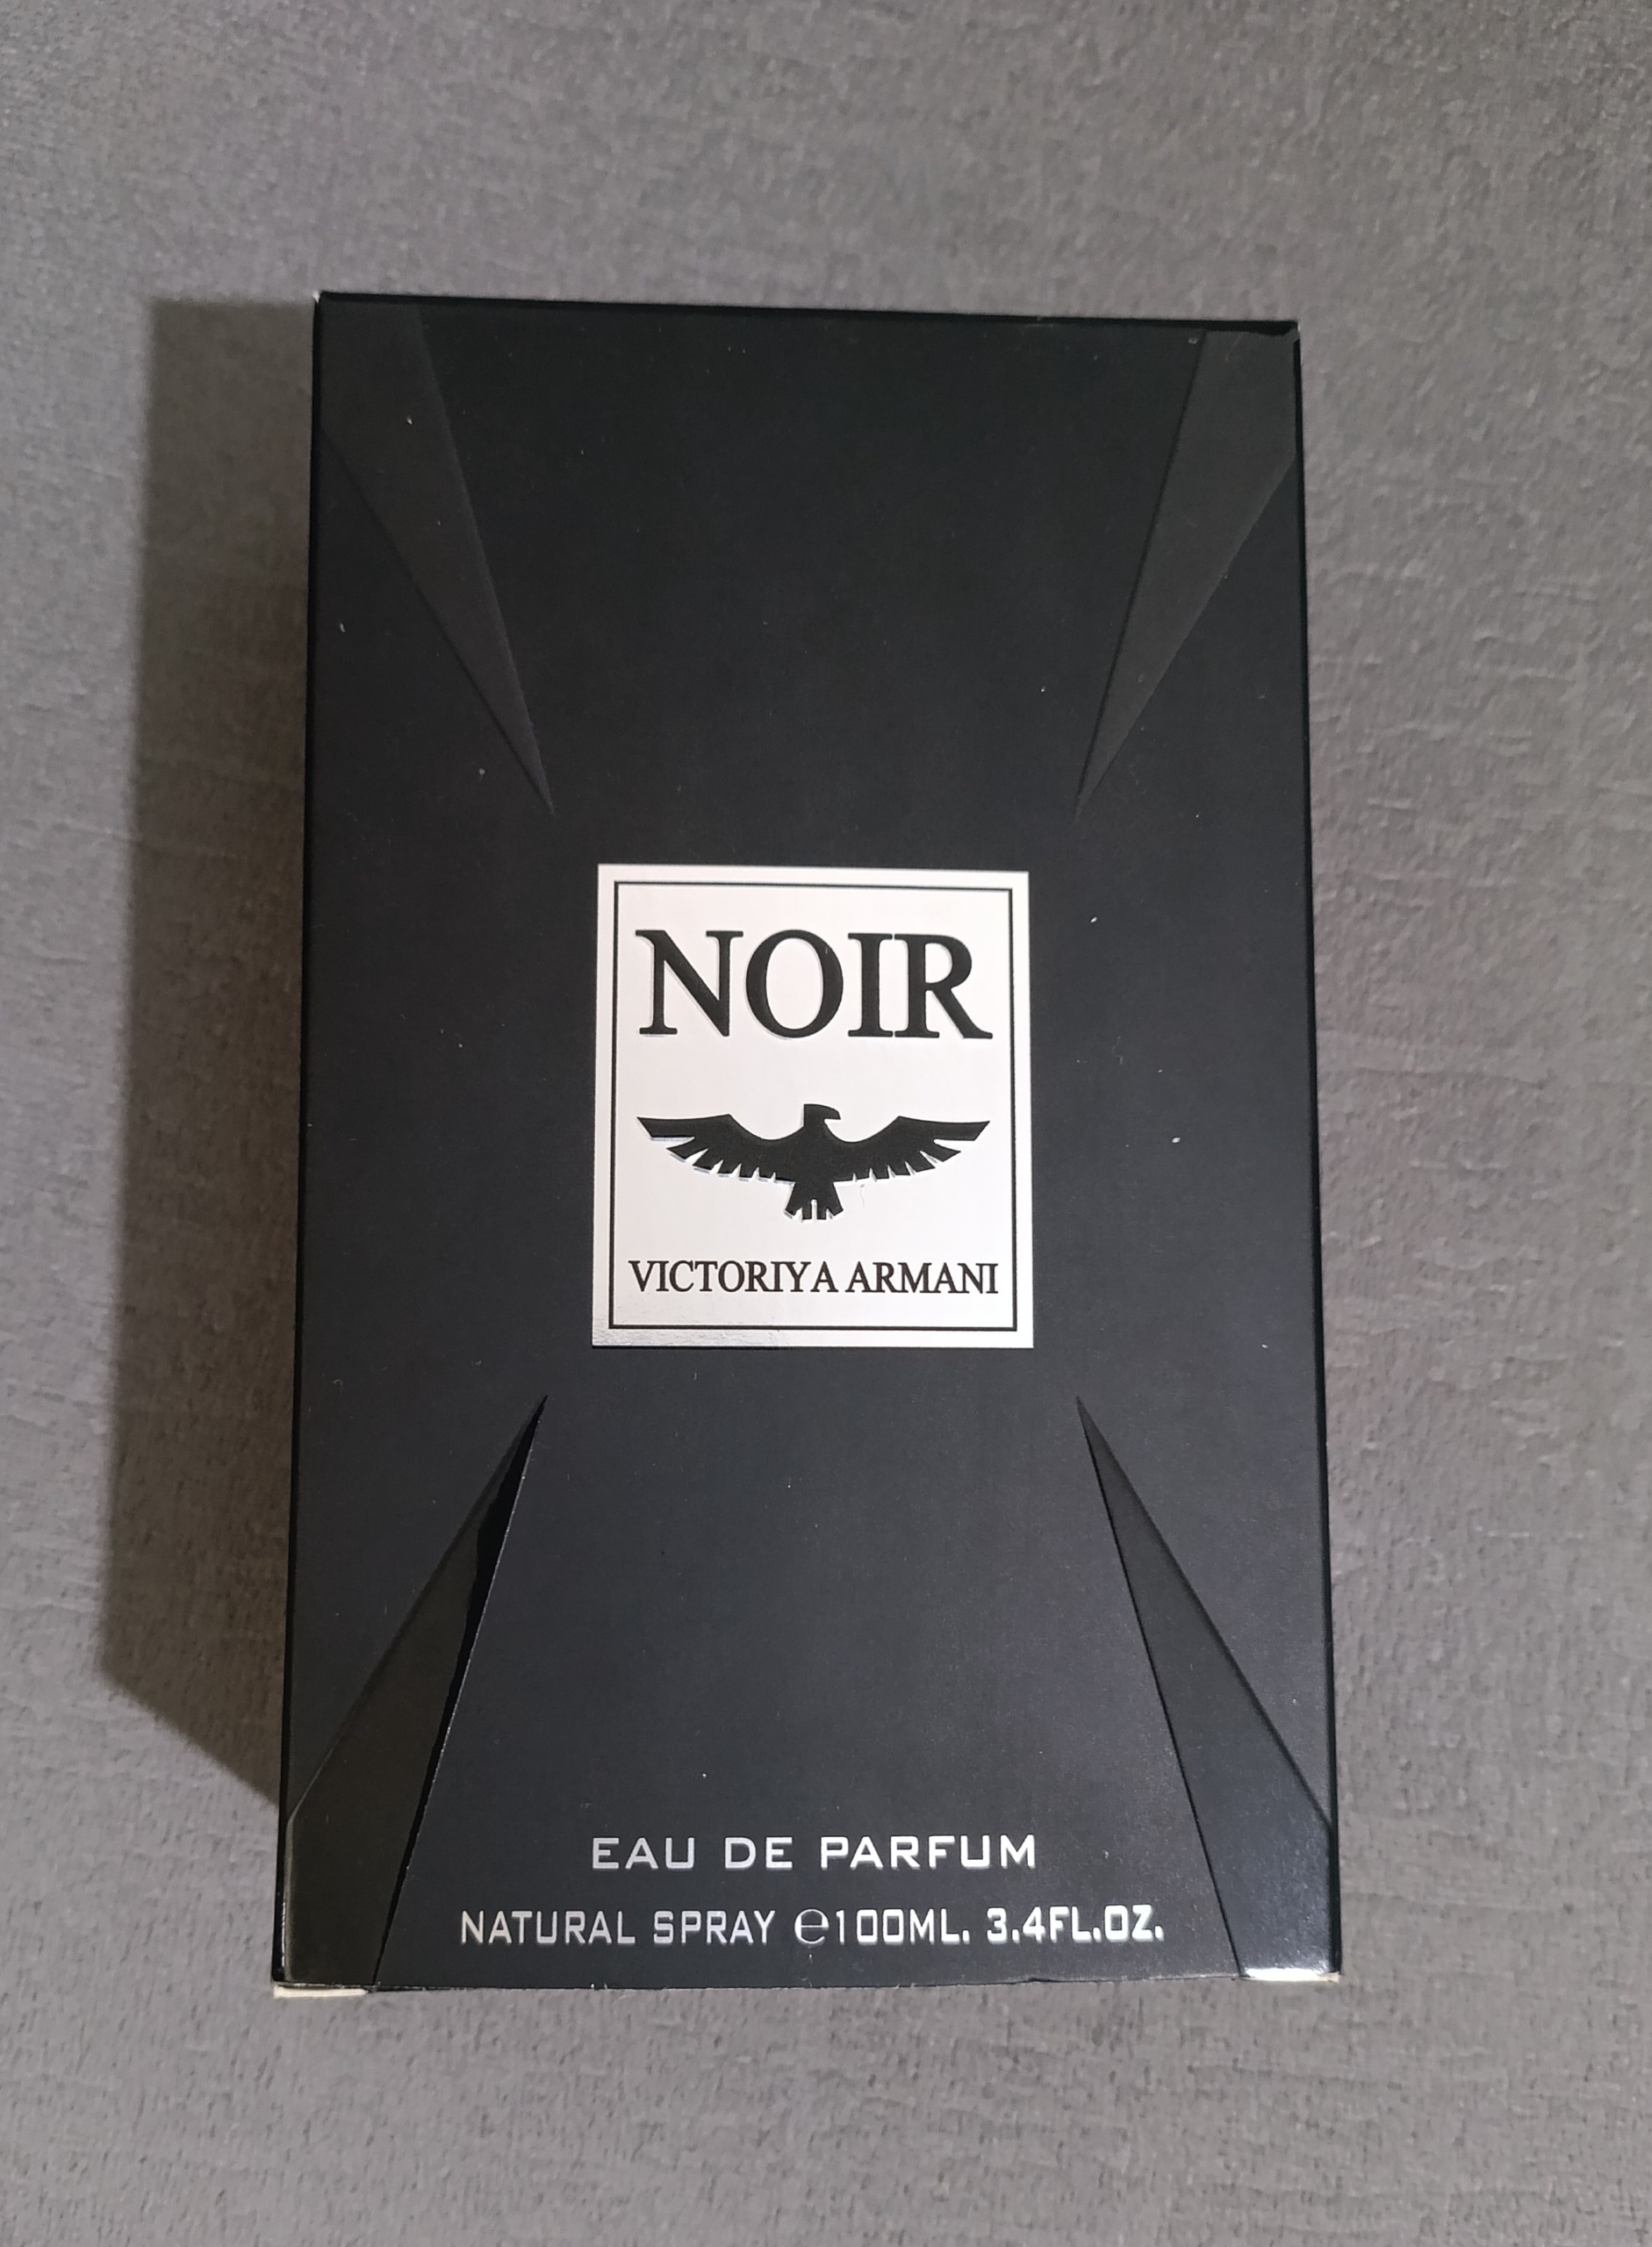 NOIR
VICTORIYA ARMANI
EAU DE PARFUM
NATURAL SPRAY ℮100ML. 3.4FL.OZ.